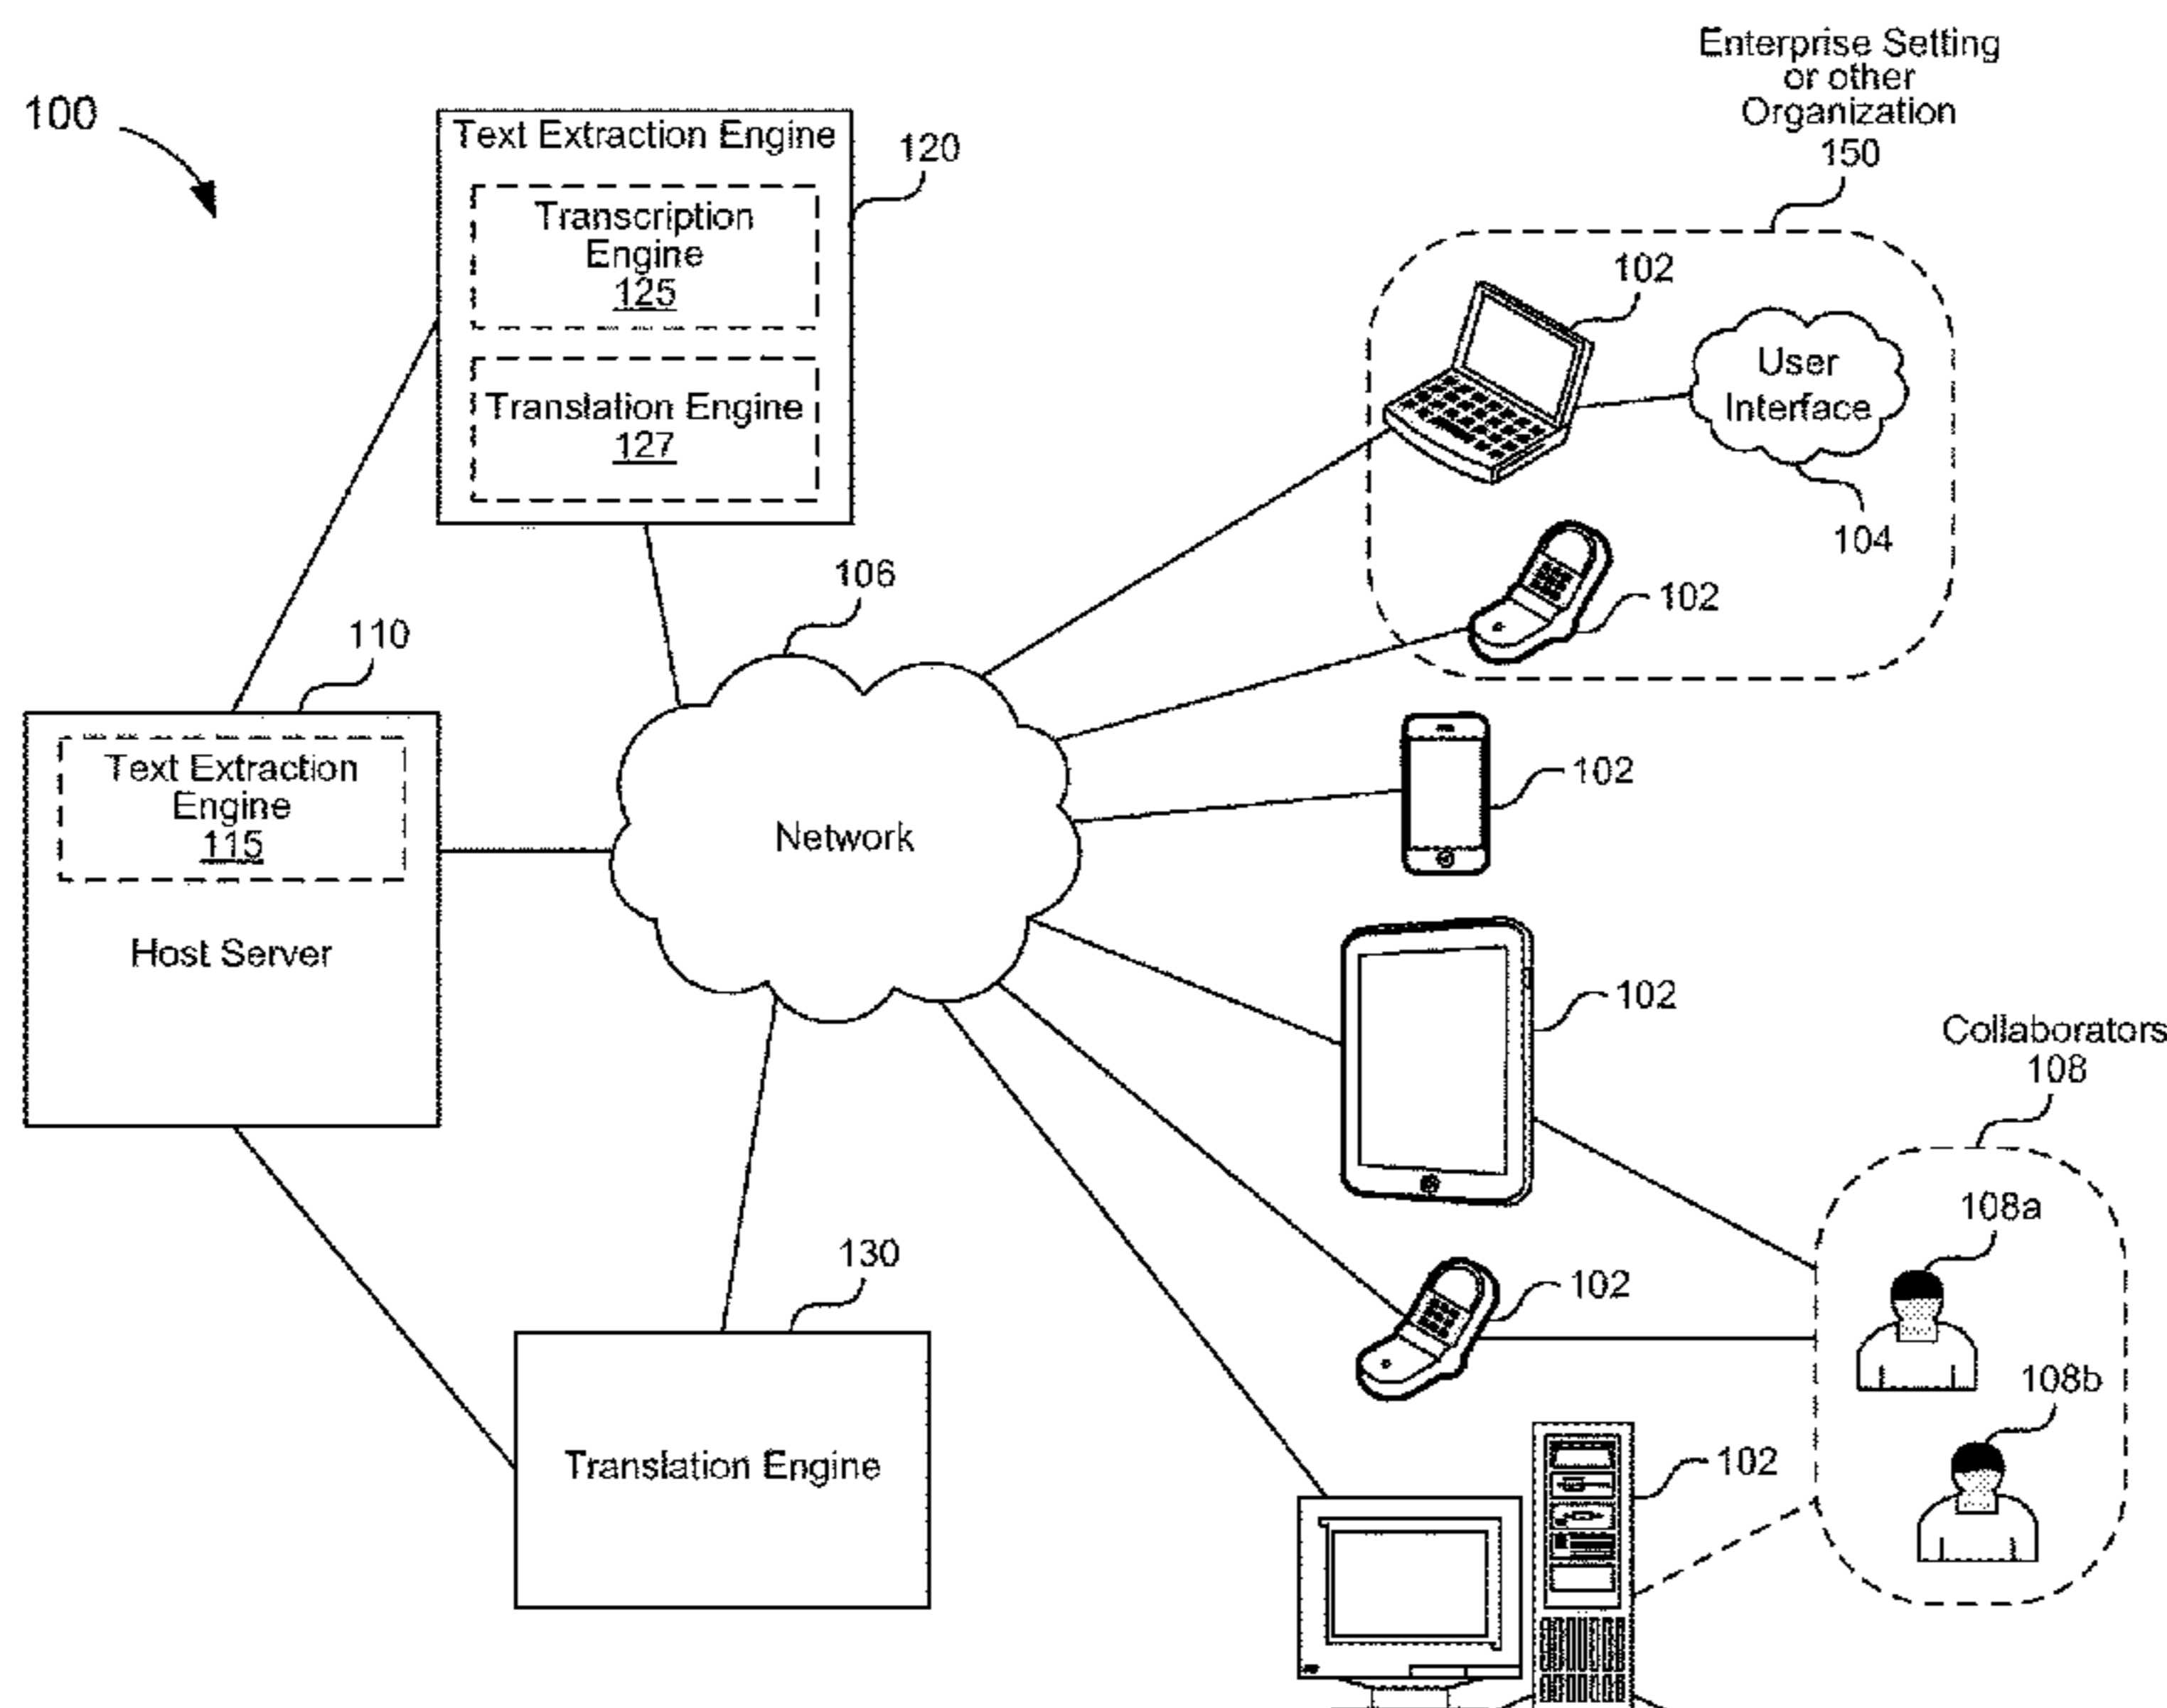 100
Text Extraction Engine
120
Transcription
Engine
125
Translation Engine
127
Enterprise Setting
or other
Organization
150
102
User
Interface
104
102
106
110
Text Extraction
Engine
115
Host Server
Network
102
102
Collaborators
108
108a
108b
102
130
Translation Engine
102